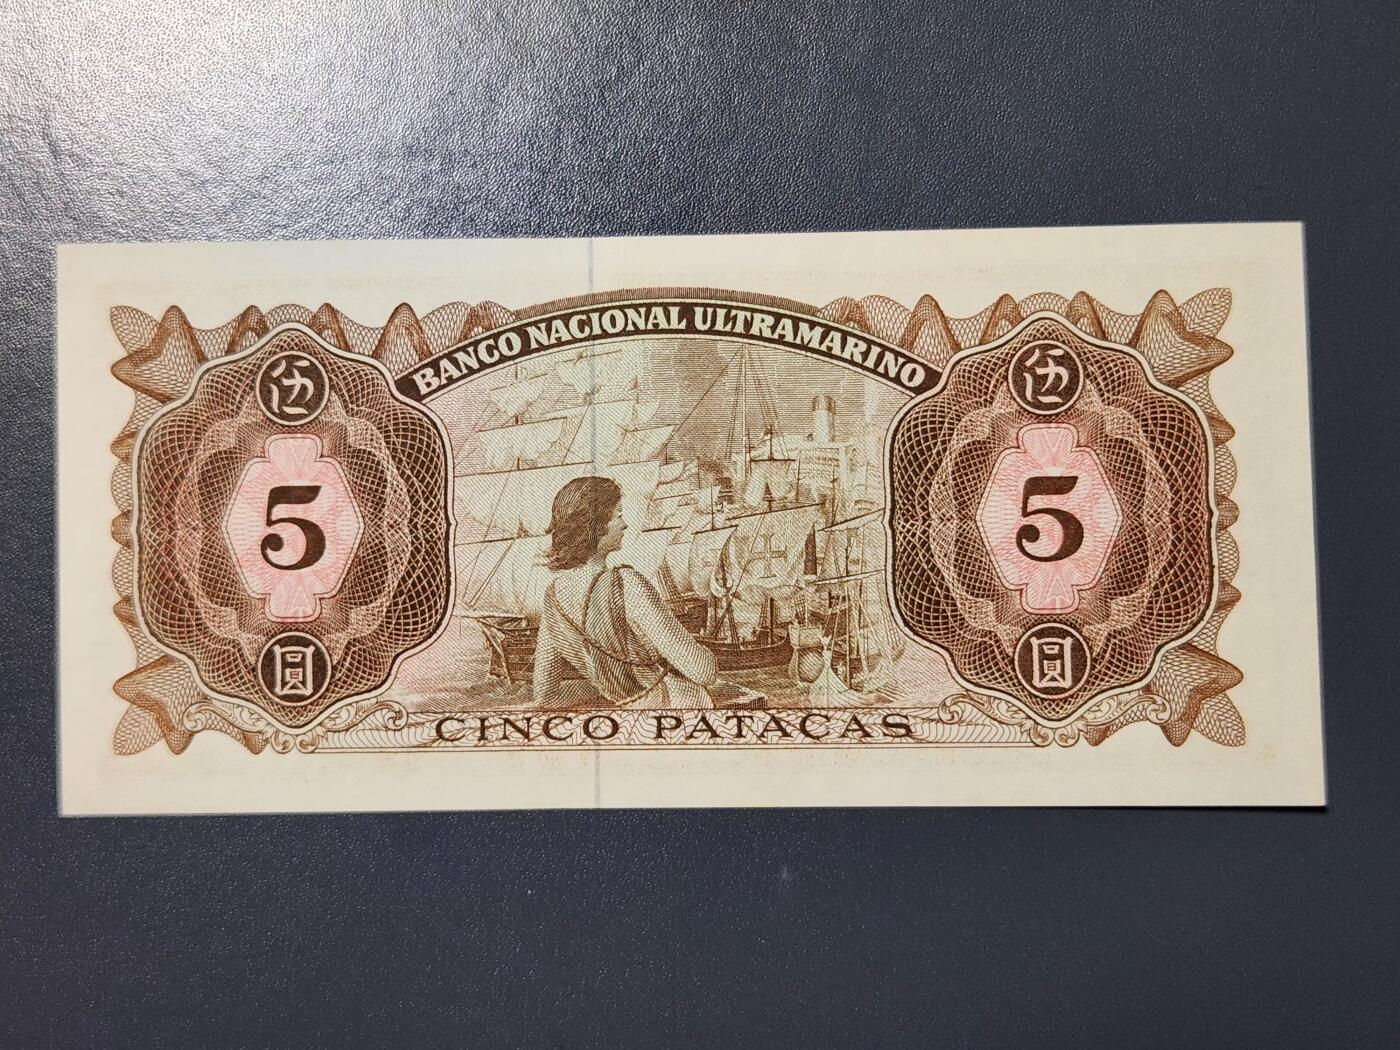 BANCO NACIONAL ULTRAMARINO
伍 伍
5 5
圓 圓
CINCO PATACAS